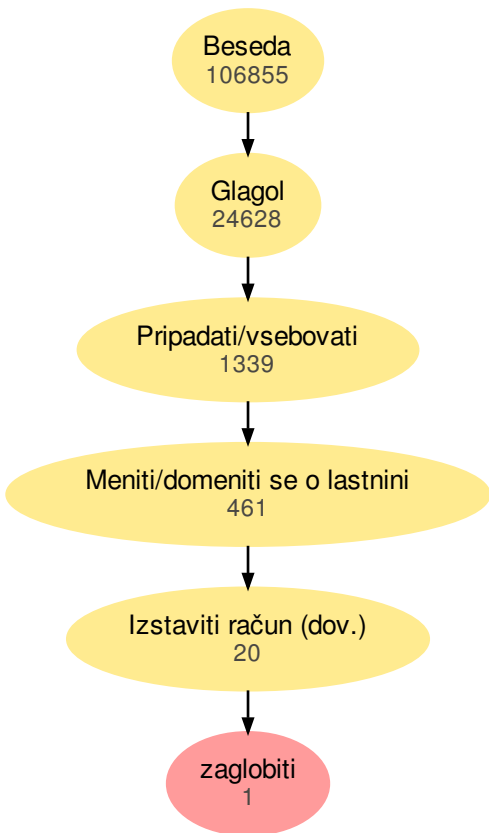 Beseda
106855
Glagol
24628
Pripadati/vsebovati
1339
Meniti/domeniti se o lastnini
461
Izstaviti račun (dov.)
20
zaglobiti
1